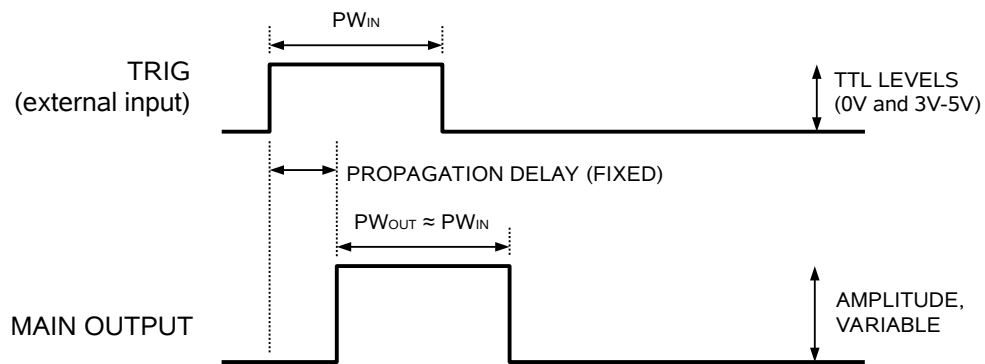 PWIN
TRIG
(external input)
TTL LEVELS
(0V and 3V-5V)
PROPAGATION DELAY (FIXED)
PWOUT ≈ PWIN
MAIN OUTPUT
AMPLITUDE,
VARIABLE